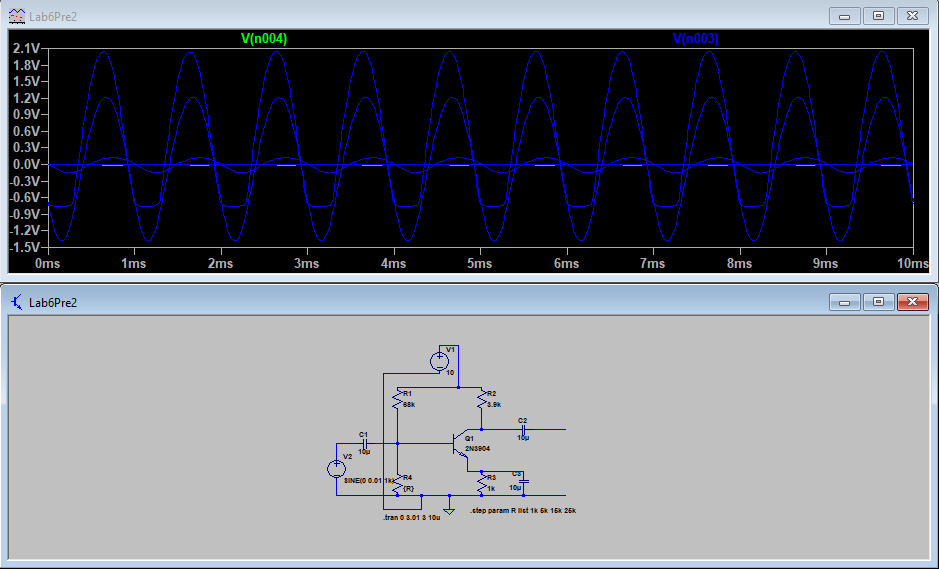 Lab6Pre2
V(n004) V(n003)
2.1V
1.8V
1.5V
1.2V
0.9V
0.6V
0.3V
0.0V
-0.3V
-0.6V
-0.9V
-1.2V
-1.5V
0ms 1ms 2ms 3ms 4ms 5ms 6ms 7ms 8ms 9ms 10ms
Lab6Pre2
V1
10
R1
68k
R2
3.9k
C2
10µ
C1
10µ
Q1
2N3904
V2
SINE(0 0.01 1k)
R4
{R}
R3
1k
C3
10µ
.tran 0 3.01 3 10u
.step param R list 1k 5k 15k 25k